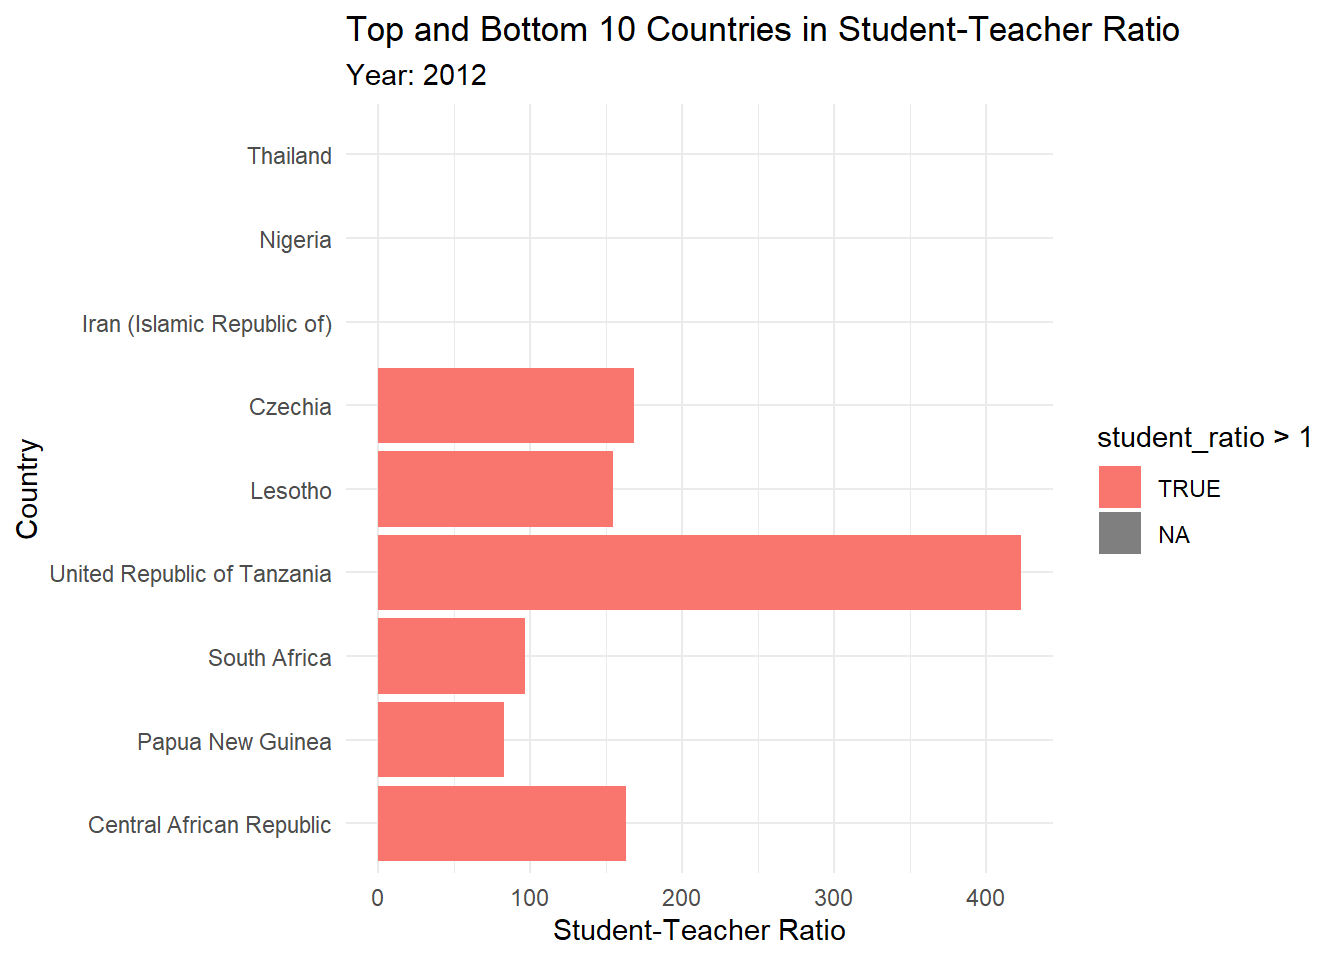 Top and Bottom 10 Countries in Student-Teacher Ratio
Year: 2012
Thailand
Nigeria
Iran (Islamic Republic of)
Czechia
Lesotho
United Republic of Tanzania
South Africa
Papua New Guinea
Central African Republic
Country
0 100 200 300 400
Student-Teacher Ratio
student_ratio > 1
TRUE
NA